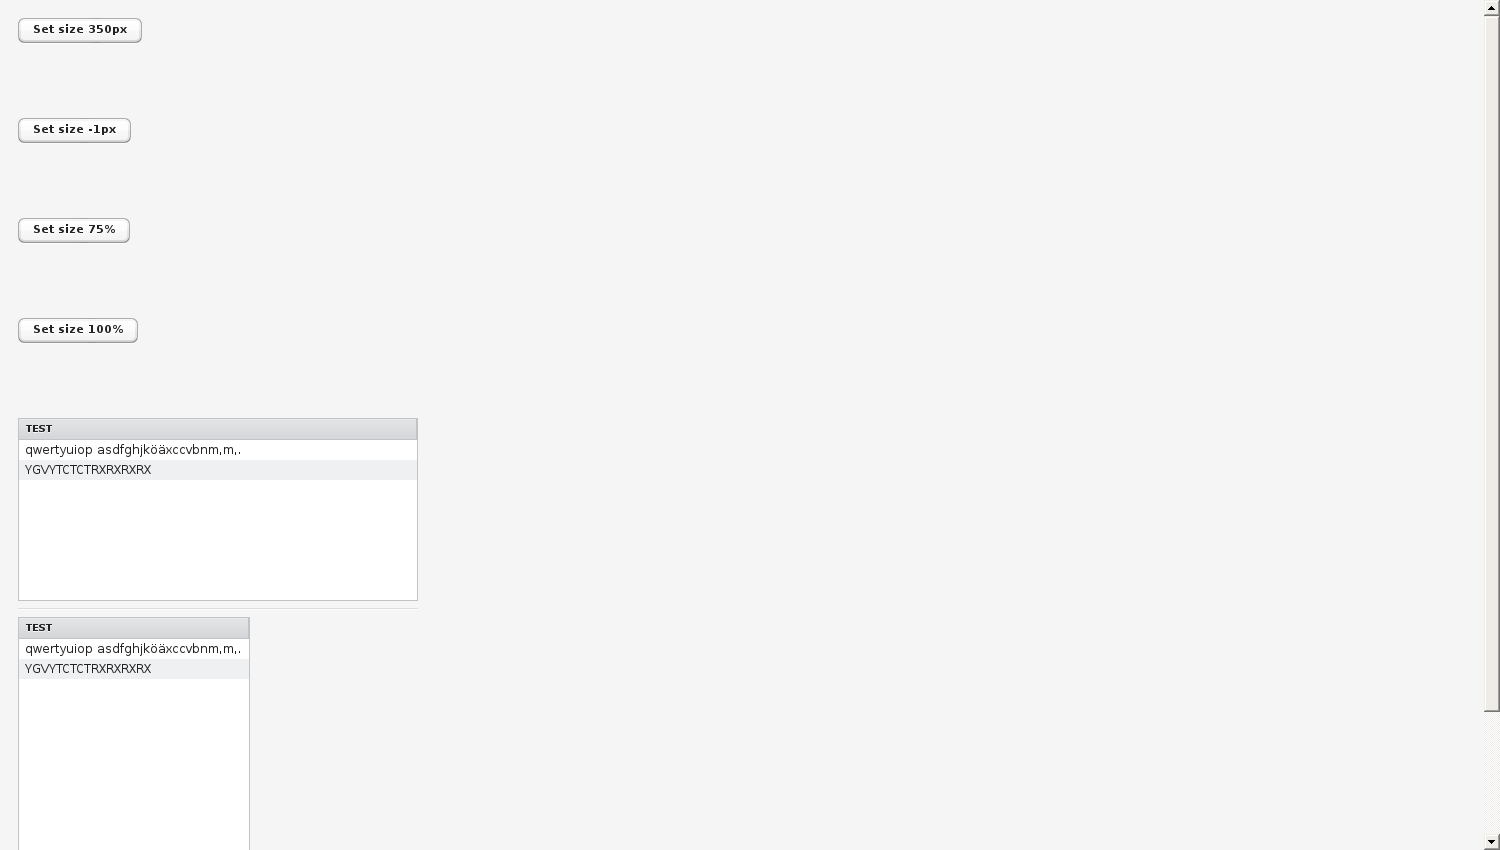 Set size 350px
Set size -1px
Set size 75%
Set size 100%
TEST
qwertyuiop asdfghjköäxccvbnm,m,.
YGVYTCTCTRXRXRXRX
TEST
qwertyuiop asdfghjköäxccvbnm,m,.
YGVYTCTCTRXRXRXRX